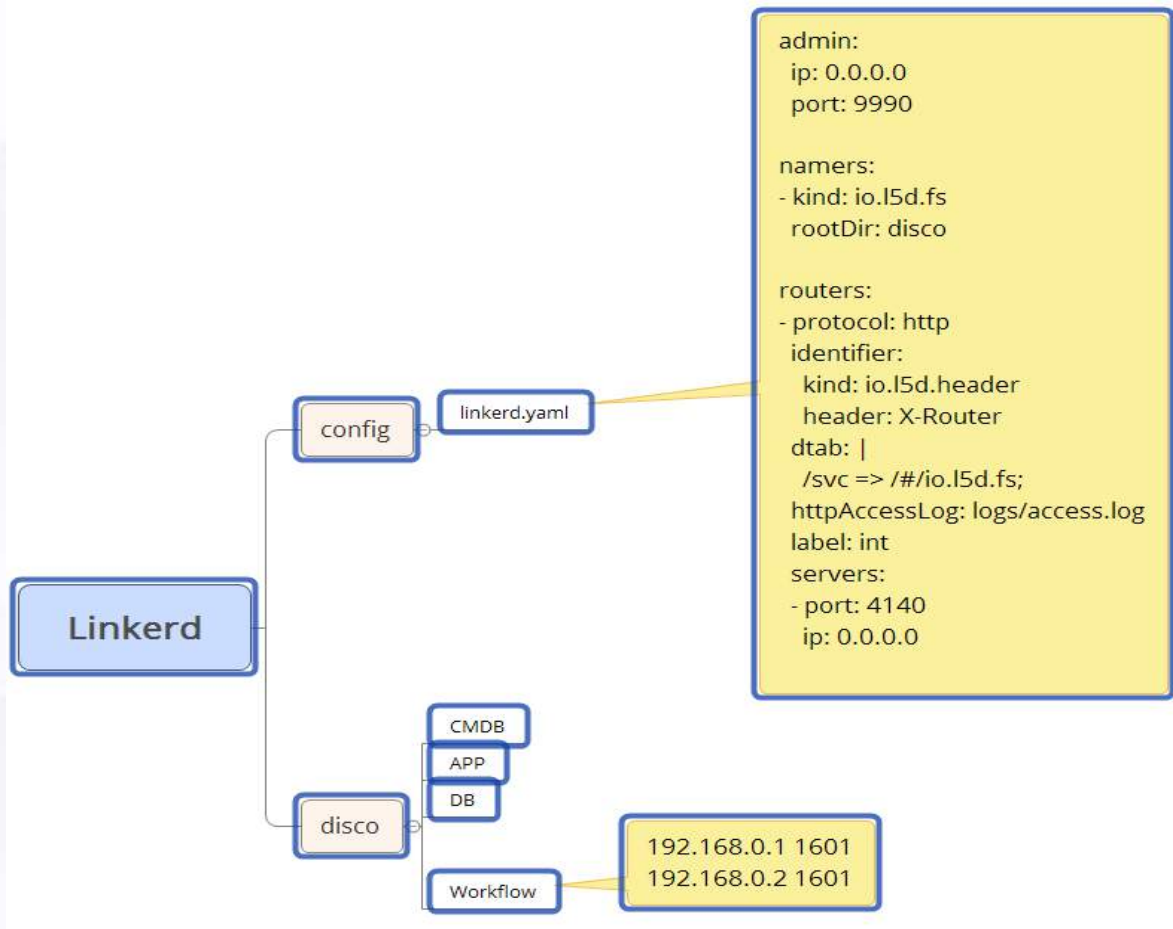 admin:
ip: 0.0.0.0
port: 9990
namers:
- kind: io.l5d.fs
rootDir: disco
routers:
- protocol: http
identifier:
kind: io.l5d.header
header: X-Router
dtab: |
/svc => /#/io.l5d.fs;
httpAccessLog: logs/access.log
label: int
servers:
- port: 4140
ip: 0.0.0.0
linkerd.yaml
config
Linkerd
CMDB
APP
DB
disco
Workflow
192.168.0.1 1601
192.168.0.2 1601